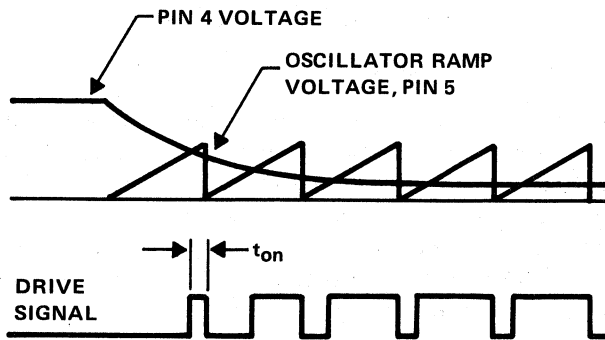 PIN 4 VOLTAGE
OSCILLATOR RAMP
VOLTAGE, PIN 5
ton
DRIVE
SIGNAL